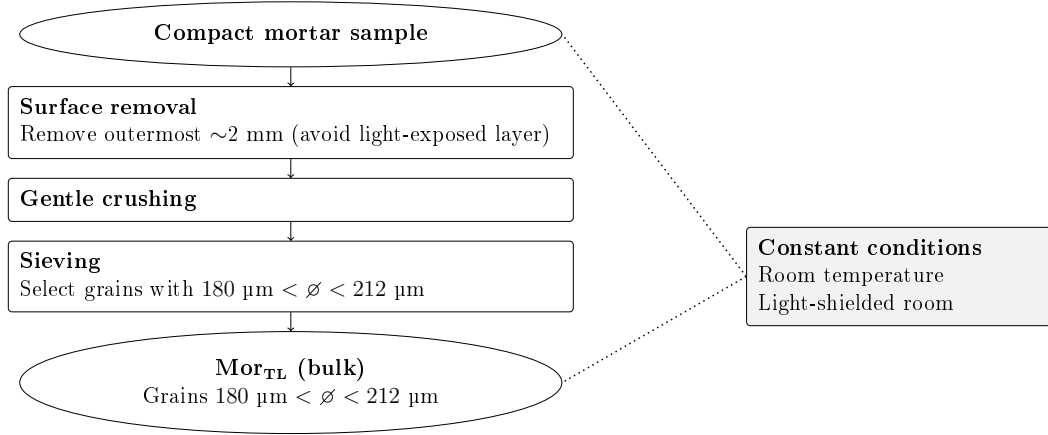 Compact mortar sample
Surface removal
Remove outermost ∼2 mm (avoid light-exposed layer)
Gentle crushing
Sieving
Select grains with 180 µm < ⌀ < 212 µm
Mor_TL (bulk)
Grains 180 µm < ⌀ < 212 µm
Constant conditions
Room temperature
Light-shielded room